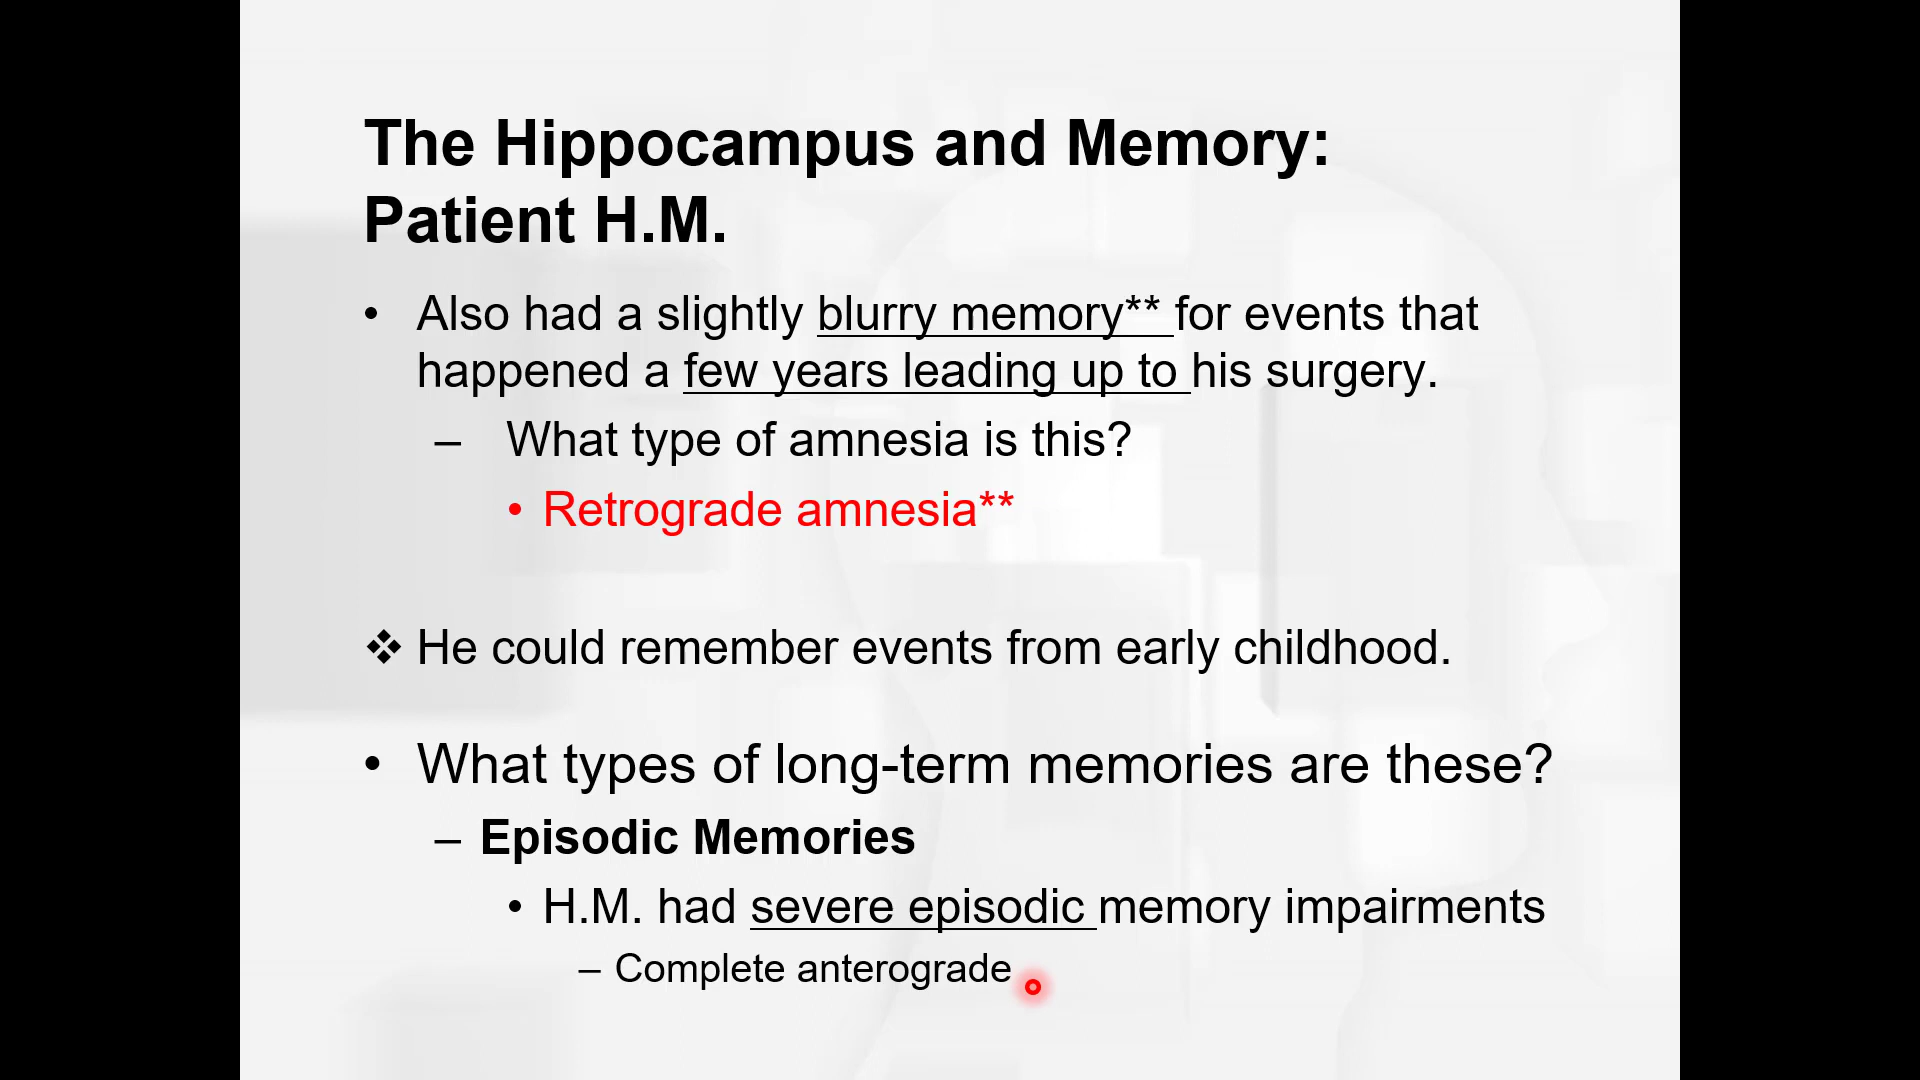 The Hippocampus and Memory:
Patient H.M.
• Also had a slightly blurry memory** for events that
happened a few years leading up to his surgery.
– What type of amnesia is this?
• Retrograde amnesia**
❖ He could remember events from early childhood.
• What types of long-term memories are these?
– Episodic Memories
• H.M. had severe episodic memory impairments
– Complete anterograde